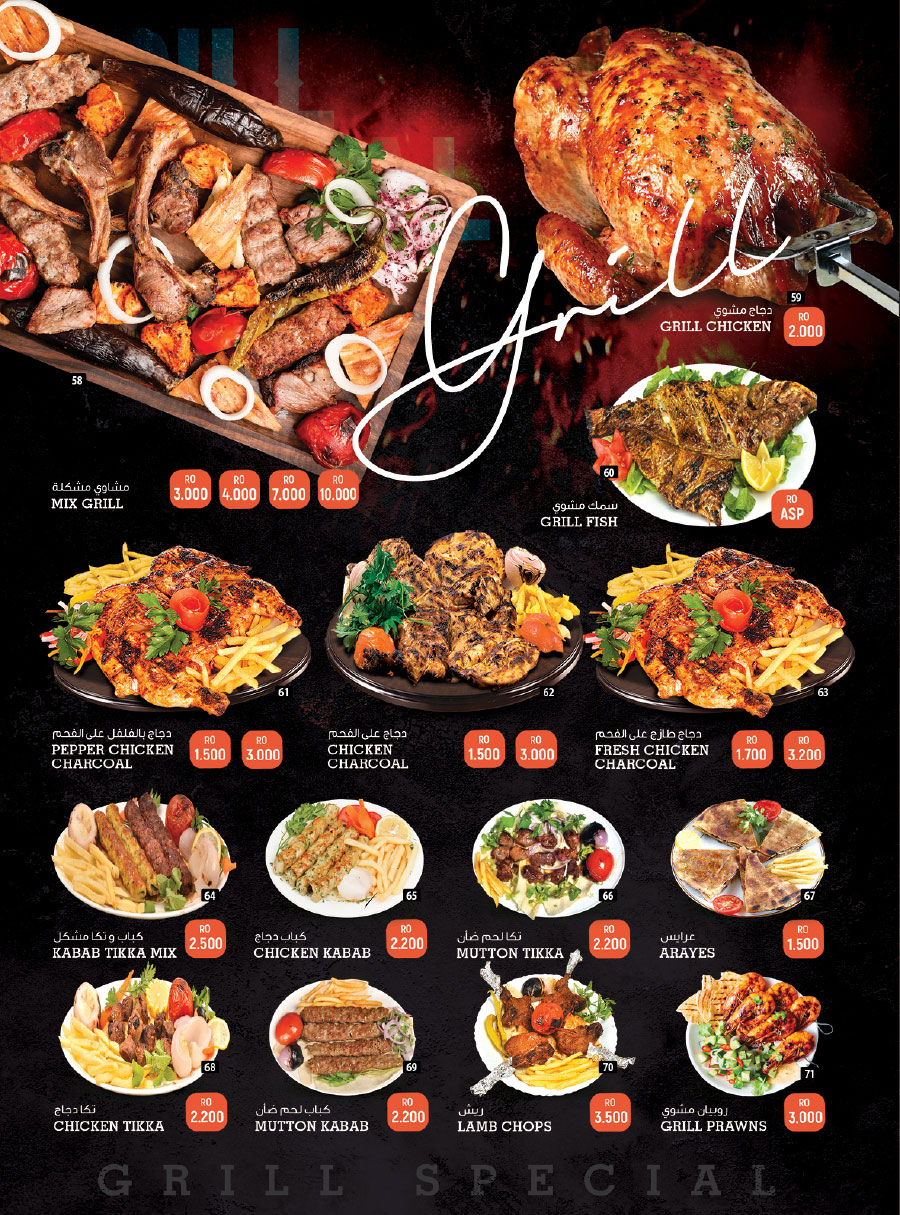 Grill
59
دجاج مشوي
GRILL CHICKEN
RO
2.000
58
مشاوي مشكلة
MIX GRILL
RO
3.000
RO
4.000
RO
7.000
RO
10.000
60
سمك مشوي
GRILL FISH
RO
ASP
61
دجاج بالفلفل على الفحم
PEPPER CHICKEN
CHARCOAL
RO
1.500
RO
3.000
62
دجاج على الفحم
CHICKEN
CHARCOAL
RO
1.500
RO
3.000
63
دجاج طازج على الفحم
FRESH CHICKEN
CHARCOAL
RO
1.700
RO
3.200
64
كباب و تكا مشكل
KABAB TIKKA MIX
RO
2.500
65
كباب دجاج
CHICKEN KABAB
RO
2.200
66
تكا لحم ضأن
MUTTON TIKKA
RO
2.200
67
عرايس
ARAYES
RO
1.500
68
تكا دجاج
CHICKEN TIKKA
RO
2.200
69
كباب لحم ضأن
MUTTON KABAB
RO
2.200
70
ريش
LAMB CHOPS
RO
3.500
71
روبيان مشوي
GRILL PRAWNS
RO
3.000
GRILL SPECIAL